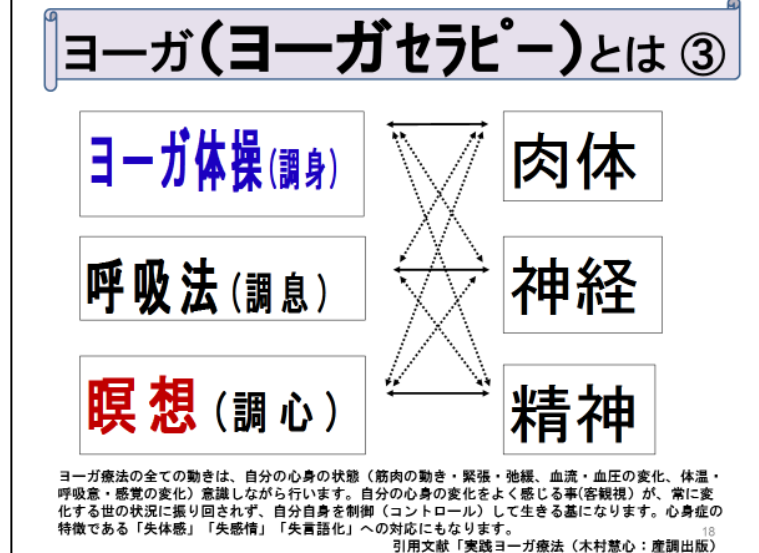 ヨーガ(ヨーガセラピー)とは ③
ヨーガ体操(調身)
肉体
呼吸法(調息)
神経
瞑想(調心)
精神
ヨーガ療法の全ての動きは、自分の心身の状態（筋肉の動き・緊張・弛緩、血流・血圧の変化、体温・
呼吸意・感覚の変化）意識しながら行います。自分の心身の変化をよく感じる事(客観視）が、常に変
化する世の状況に振り回されず、自分自身を制御（コントロール）して生きる基になります。心身症の
特徴である「失体感」「失感情」「失言語化」への対応にもなります。
18
引用文献「実践ヨーガ療法（木村慧心：産調出版）